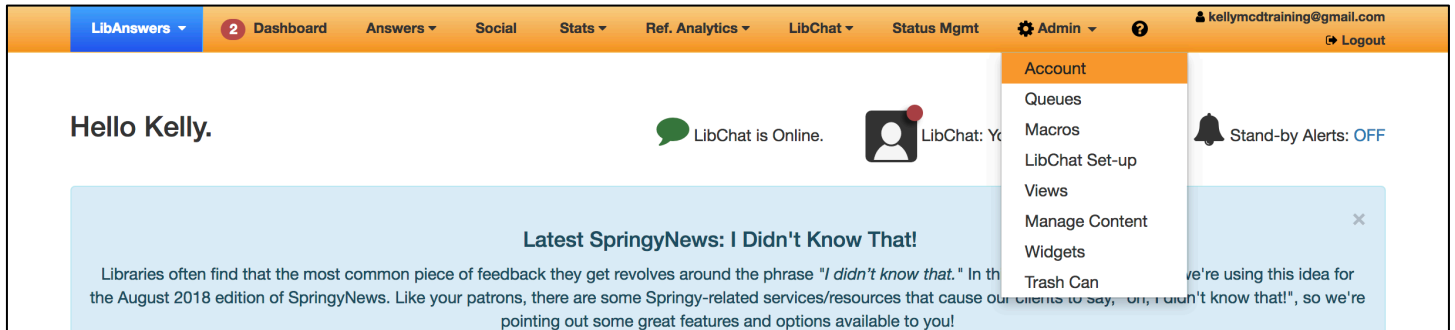 LibAnswers 2 Dashboard Answers Social Stats Ref. Analytics LibChat Status Mgmt Admin kellymcdtraining@gmail.com
Logout
Account
Queues
Macros
LibChat Set-up
Views
Manage Content
Widgets
Trash Can
Hello Kelly.
LibChat is Online. LibChat: Stand-by Alerts: OFF
Latest SpringyNews: I Didn't Know That!
Libraries often find that the most common piece of feedback they get revolves around the phrase "I didn't know that." In we're using this idea for
the August 2018 edition of SpringyNews. Like your patrons, there are some Springy-related services/resources that cause our clients to say, "oh, I didn't know that!", so we're
pointing out some great features and options available to you!